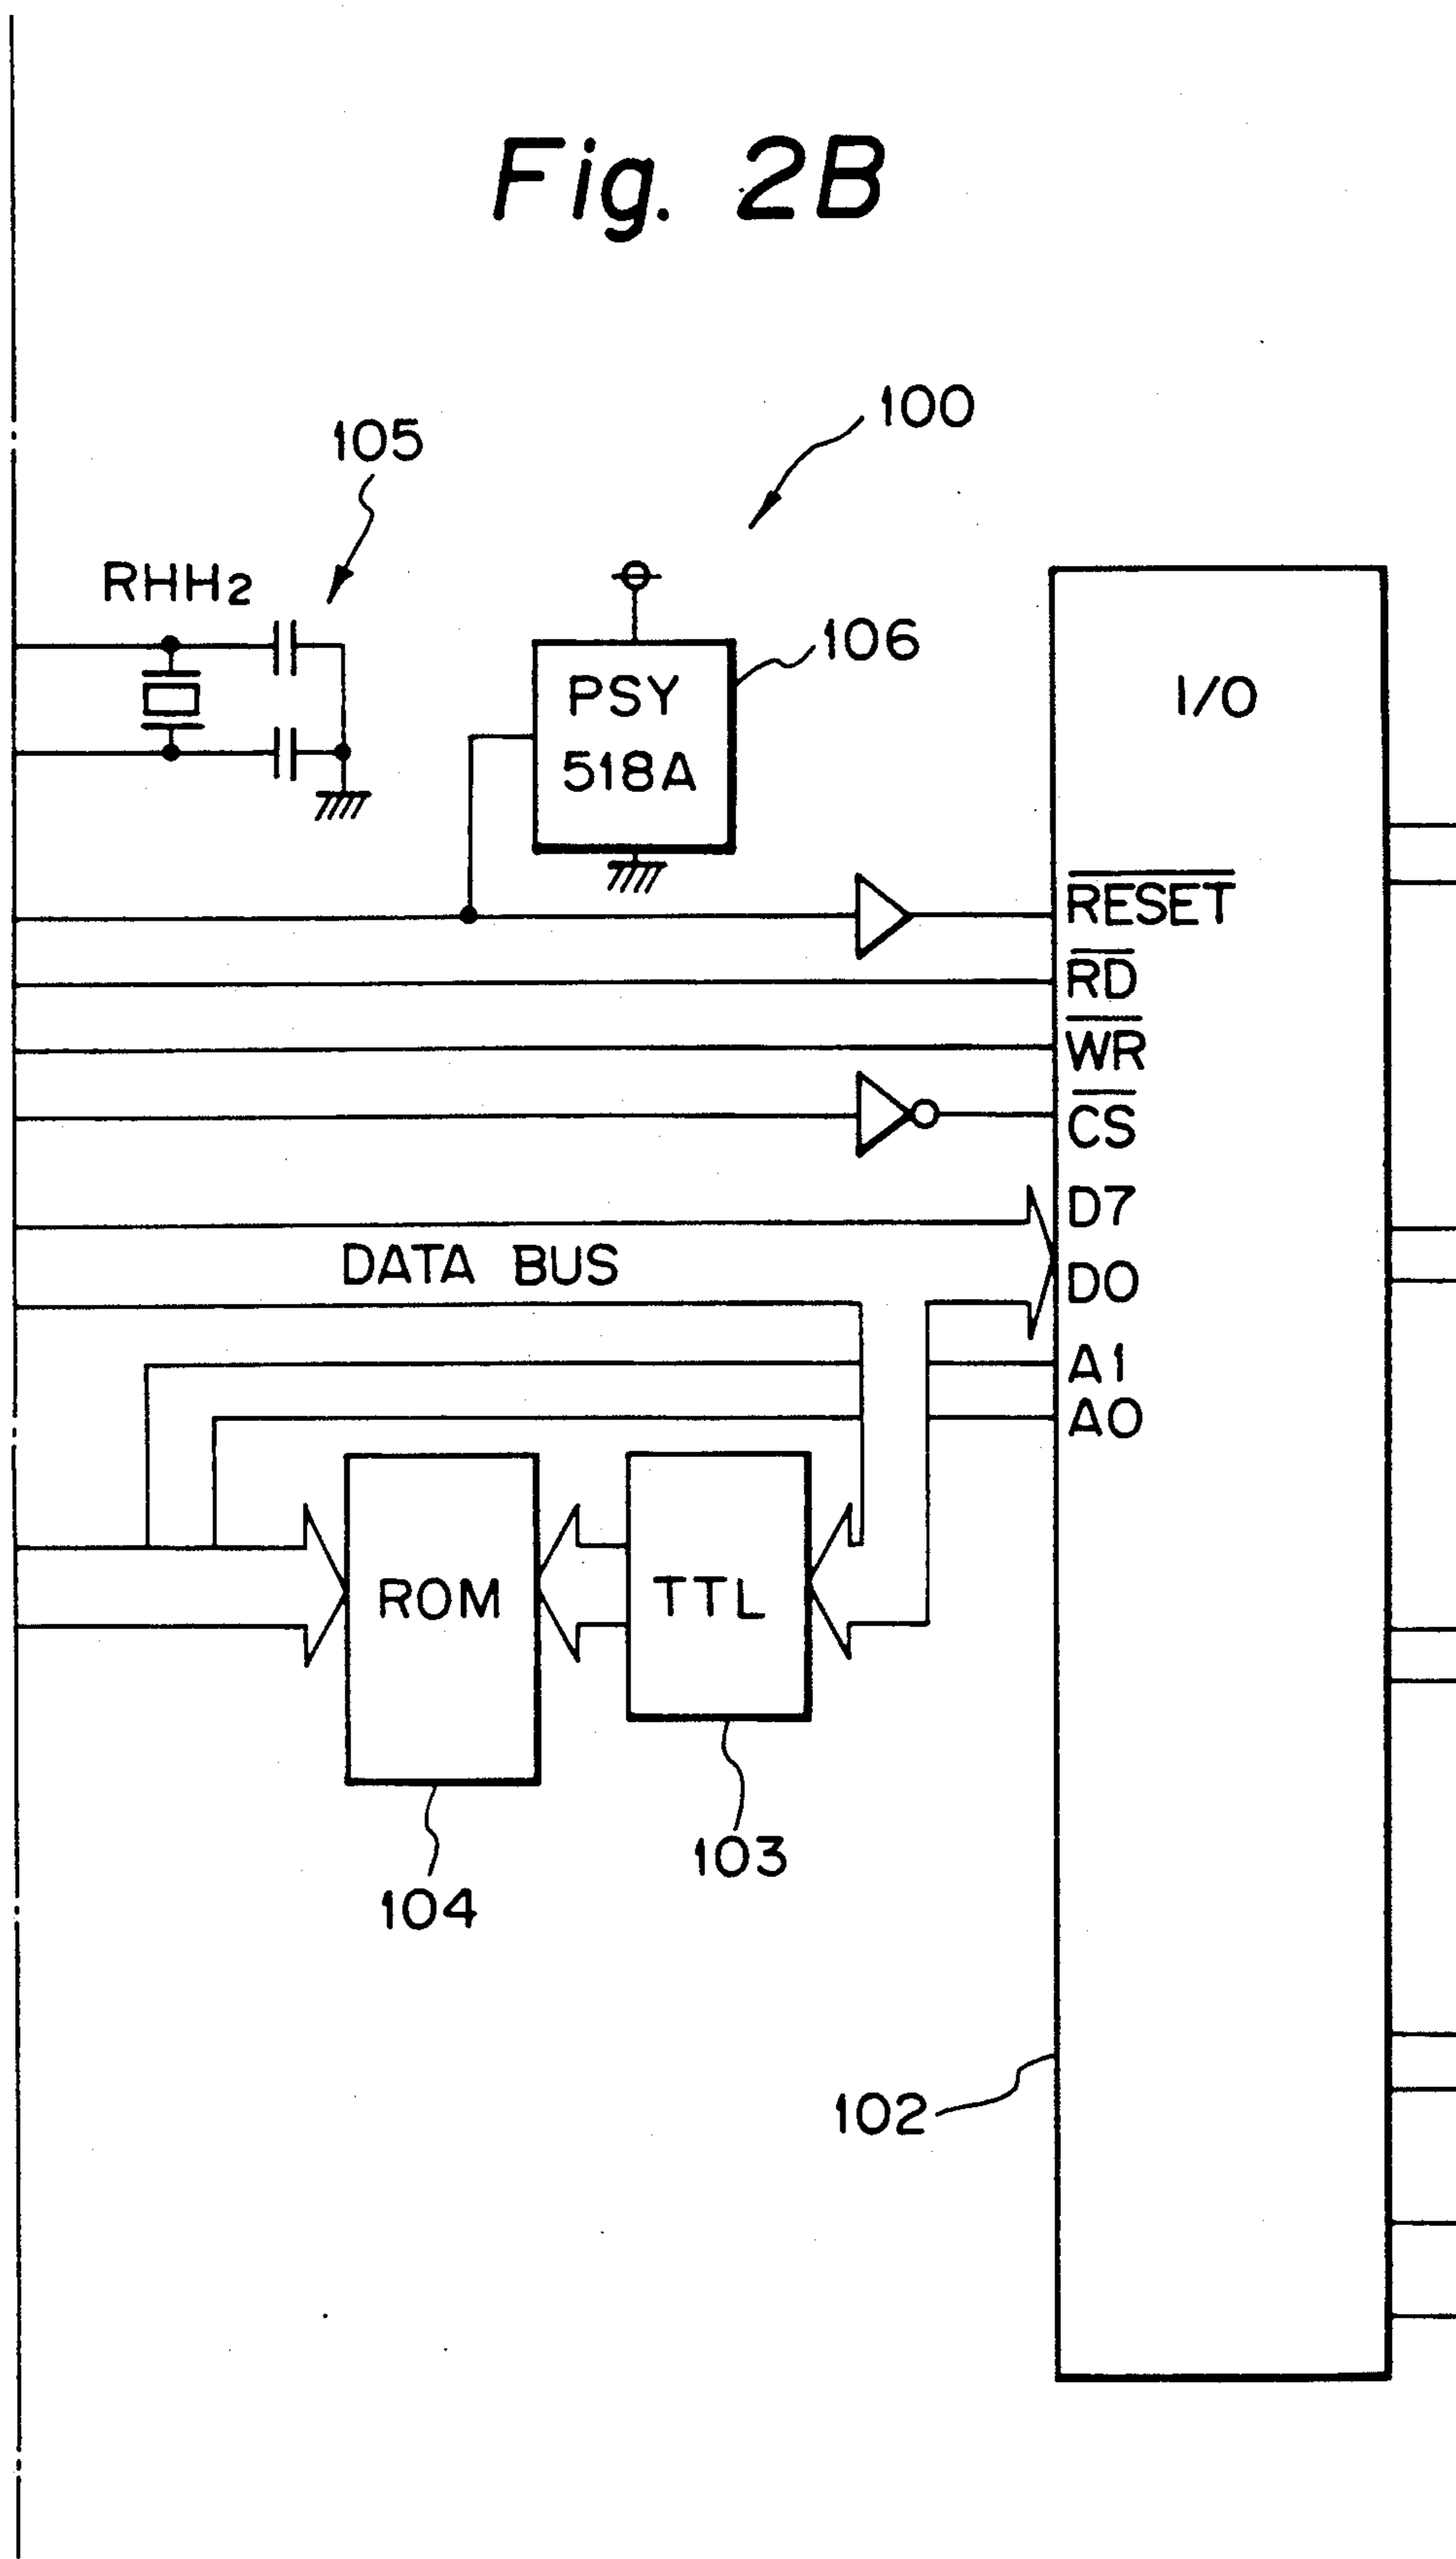 Fig. 2B
100
105
RHH2
106
PSY
518A
I/O
RESET
RD
WR
CS
D7
DATA BUS
D0
A1
A0
ROM
TTL
103
104
102